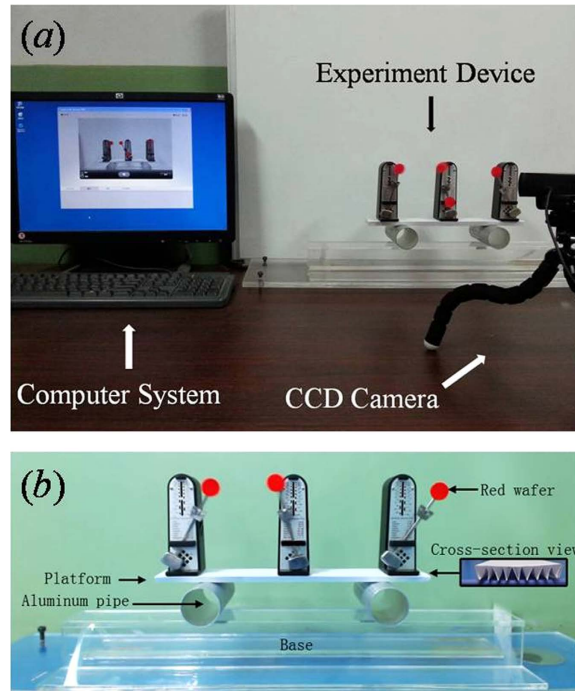 (a)
Experiment Device
Computer System
CCD Camera
(b)
Red wafer
Cross-section view
Platform
Aluminum pipe
Base